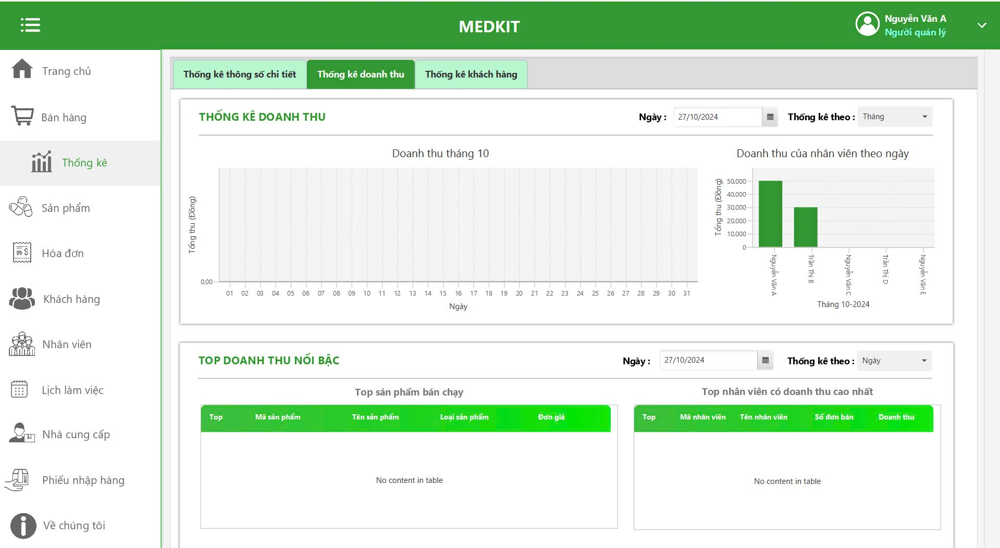 MEDKIT
Nguyễn Văn A
Người quản lý
Trang chủ
Bán hàng
Thống kê
Sản phẩm
Hóa đơn
Khách hàng
Nhân viên
Lịch làm việc
Nhà cung cấp
Phiếu nhập hàng
Về chúng tôi
Thống kê thông số chi tiết
Thống kê doanh thu
Thống kê khách hàng
THỐNG KÊ DOANH THU
Ngày :
27/10/2024
Thống kê theo :
Tháng
Doanh thu tháng 10
Tổng thu (Đồng)
0,00
01 02 03 04 05 06 07 08 09 10 11 12 13 14 15 16 17 18 19 20 21 22 23 24 25 26 27 28 29 30 31
Ngày
Doanh thu của nhân viên theo ngày
Tổng thu (Đồng)
50.000
40.000
30.000
20.000
10.000
0
Nguyễn Văn A
Trần Thị B
Nguyễn Văn C
Trần Thị D
Nguyễn Văn E
Tháng 10-2024
TOP DOANH THU NỔI BẬC
Ngày :
27/10/2024
Thống kê theo :
Ngày
Top sản phẩm bán chạy
Top Mã sản phẩm Tên sản phẩm Loại sản phẩm Đơn giá
No content in table
Top nhân viên có doanh thu cao nhất
Top Mã nhân viên Tên nhân viên Số đơn bán Doanh thu
No content in table